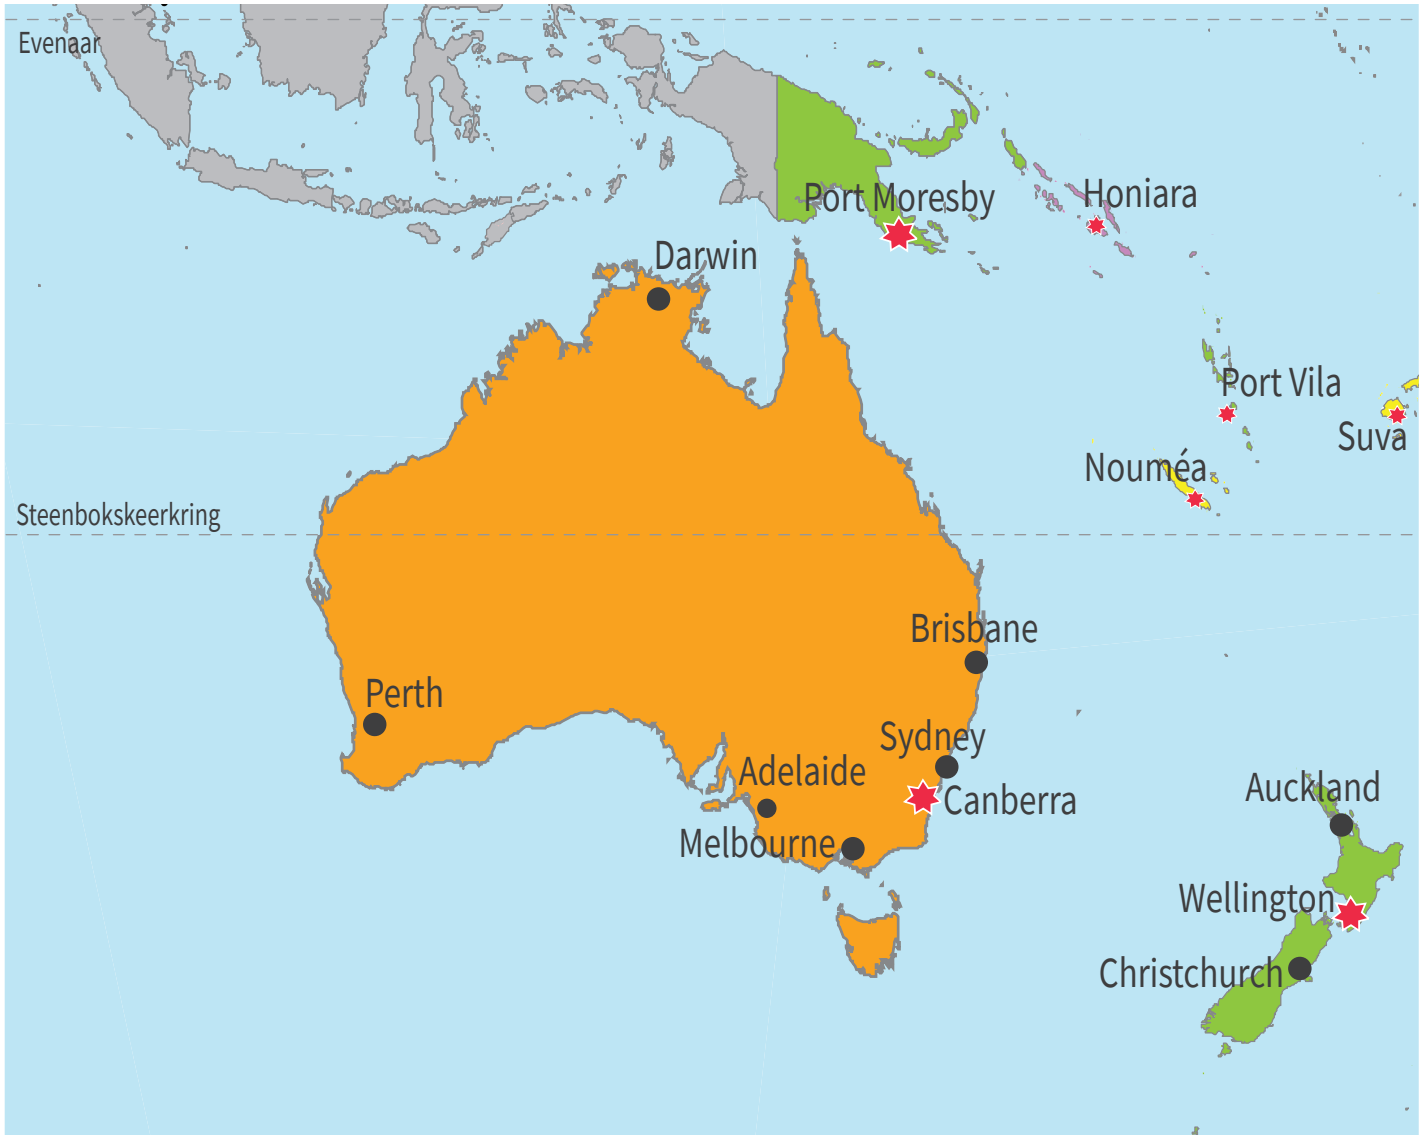 Evenaar
Port Moresby
Honiara
Darwin
Port Vila
Suva
Nouméa
Steenbokskeerkring
Brisbane
Perth
Sydney
Adelaide
Canberra
Auckland
Melbourne
Wellington
Christchurch